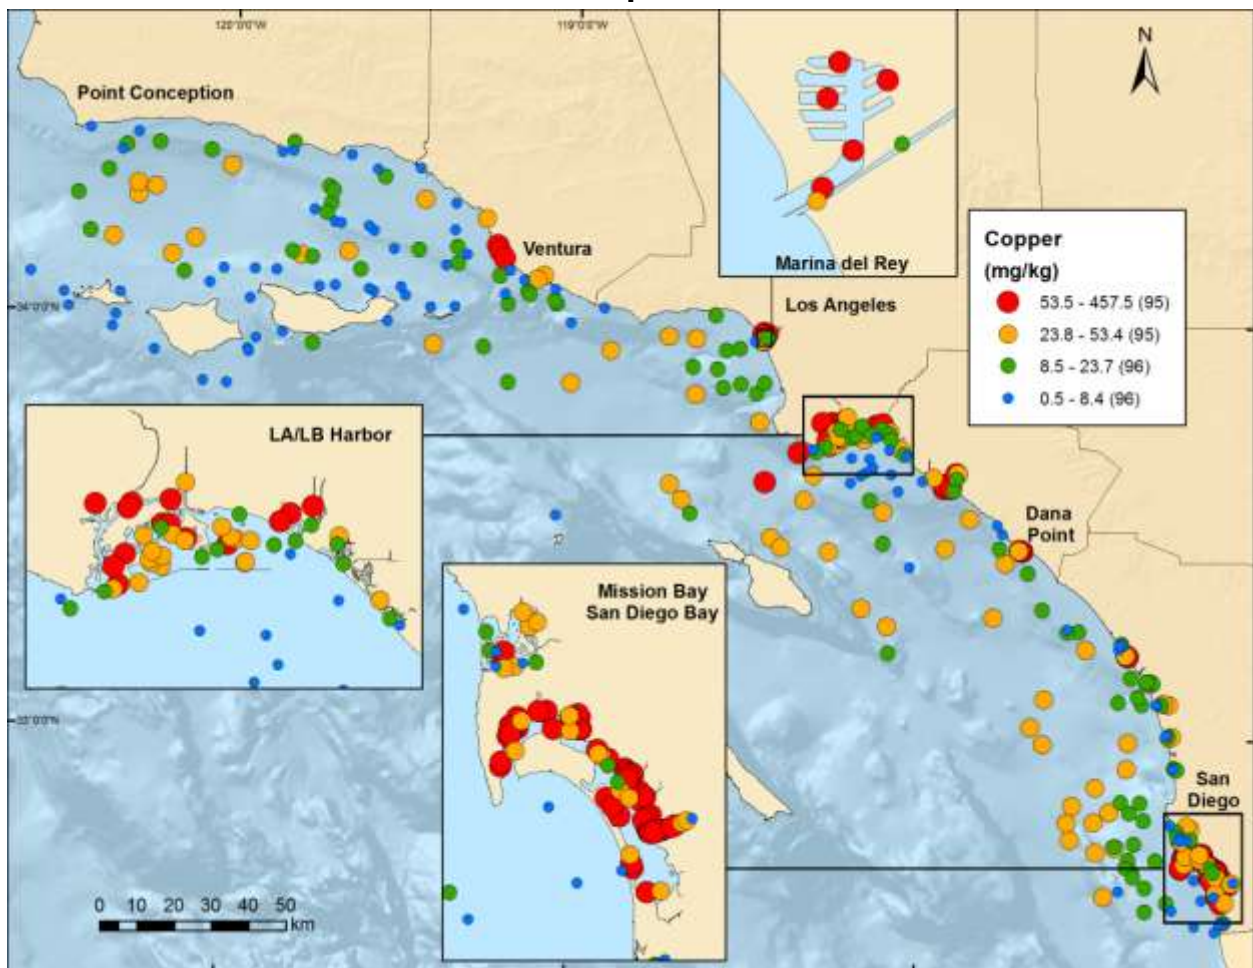 120°0'0"W
119°0'0"W
Point Conception
N
Copper
(mg/kg)
53.5 - 457.5 (95)
23.8 - 53.4 (95)
8.5 - 23.7 (96)
0.5 - 8.4 (96)
Ventura
Marina del Rey
Los Angeles
34°0'0"N
LA/LB Harbor
Dana
Point
Mission Bay
San Diego Bay
33°0'0"N
San
Diego
0 10 20 30 40 50
km